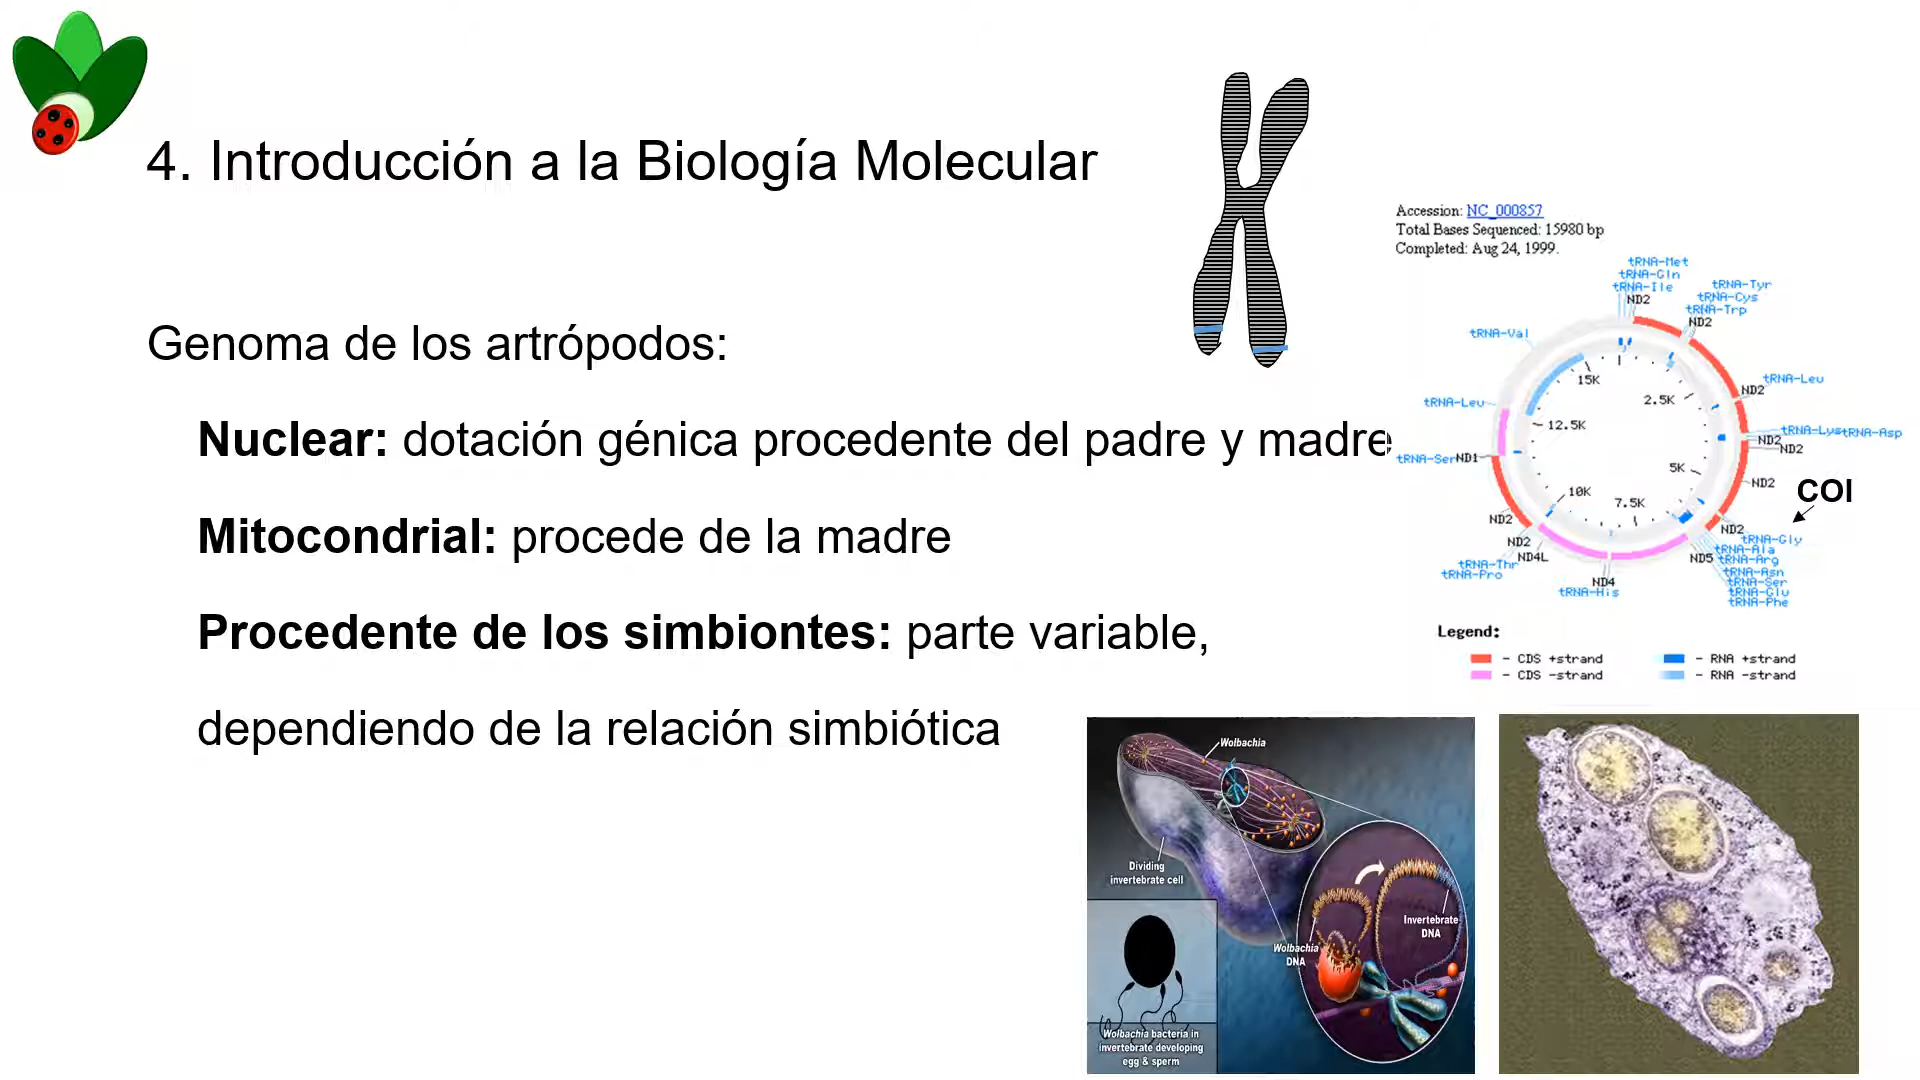 4. Introducción a la Biología Molecular
Genoma de los artrópodos:
Nuclear: dotación génica procedente del padre y madre
Mitocondrial: procede de la madre
Procedente de los simbiontes: parte variable,
dependiendo de la relación simbiótica
Accession: NC_000857
Total Bases Sequenced: 15980 bp
Completed: Aug 24, 1999.
tRNA-Met
tRNA-Gln
tRNA-Ile
ND2
tRNA-Tyr
tRNA-Cys
tRNA-Trp
ND2
tRNA-Val
15K
2.5K
ND2
tRNA-Leu
tRNA-Leu
12.5K
tRNA-Lys
tRNA-Asp
ND2
ND2
tRNA-Ser
ND1
5K
ND2
COI
10K
7.5K
ND2
ND2
tRNA-Gly
ND2
ND4L
ND5
tRNA-Ala
tRNA-Arg
tRNA-Asn
tRNA-Ser
tRNA-Glu
tRNA-Phe
tRNA-Thr
tRNA-Pro
ND4
tRNA-His
Legend:
- CDS +strand
- RNA +strand
- CDS -strand
- RNA -strand
Wolbachia
Dividing
invertebrate cell
Invertebrate
DNA
Wolbachia
DNA
Wolbachia bacteria in
invertebrate developing
egg & sperm